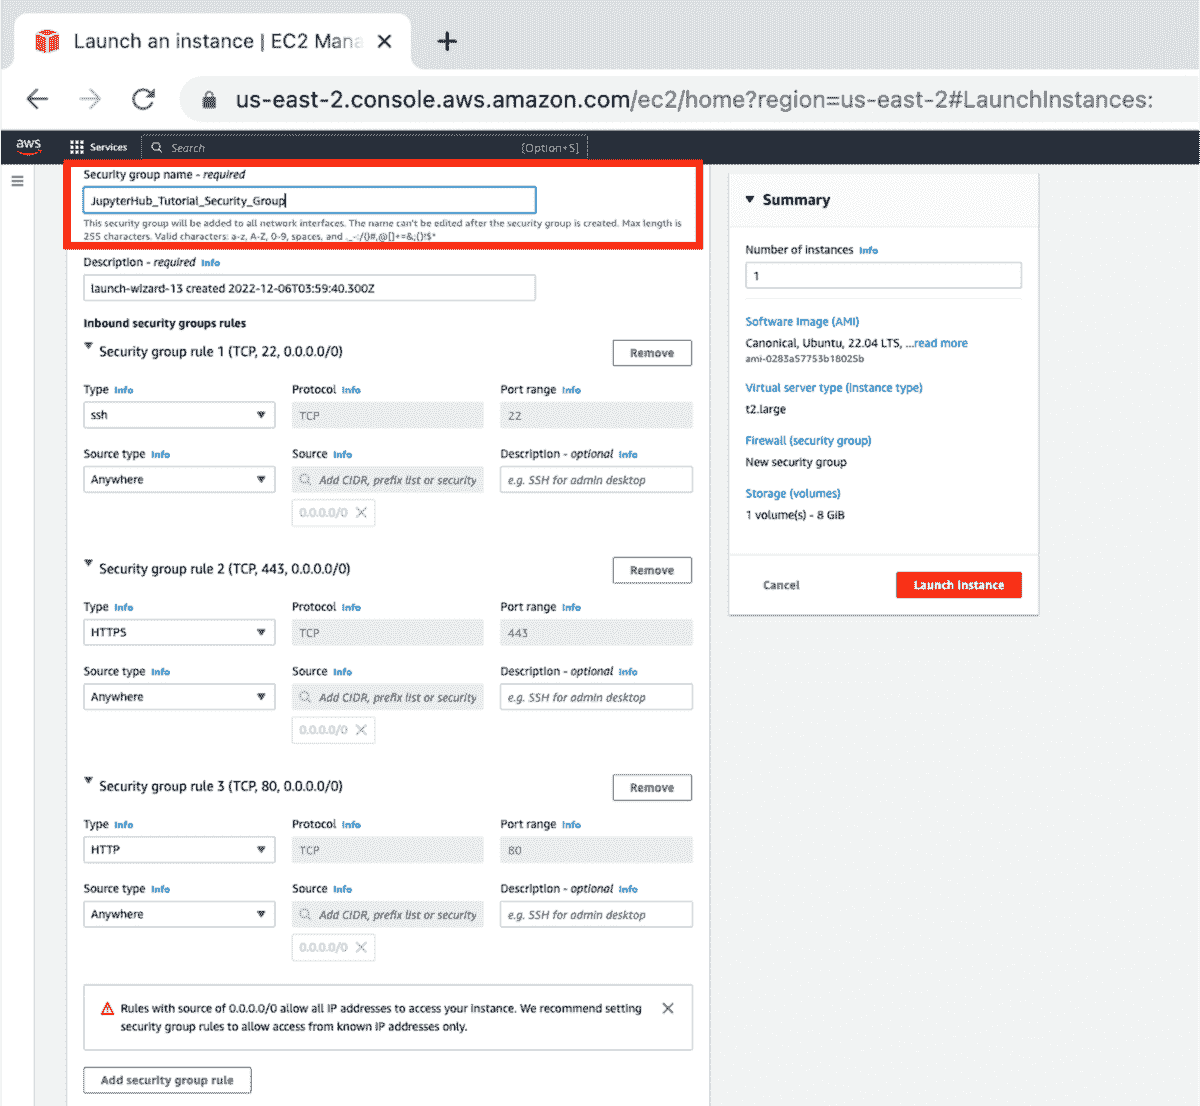 Launch an instance | EC2 Mana
us-east-2.console.aws.amazon.com/ec2/home?region=us-east-2#LaunchInstances:
aws Services Search [Option+S]
Security group name - required
JupyterHub_Tutorial_Security_Group
This security group will be added to all network interfaces. The name can't be edited after the security group is created. Max length is
255 characters. Valid characters: a-z, A-Z, 0-9, spaces, and ._-:/()#,@[]+=&;{}!$*
Description - required Info
launch-wizard-13 created 2022-12-06T03:59:40.300Z
Inbound security groups rules
Security group rule 1 (TCP, 22, 0.0.0.0/0) Remove
Type Info Protocol Info Port range Info
ssh TCP 22
Source type Info Source Info Description - optional Info
Anywhere Add CIDR, prefix list or security e.g. SSH for admin desktop
0.0.0.0/0
Security group rule 2 (TCP, 443, 0.0.0.0/0) Remove
Type Info Protocol Info Port range Info
HTTPS TCP 443
Source type Info Source Info Description - optional Info
Anywhere Add CIDR, prefix list or security e.g. SSH for admin desktop
0.0.0.0/0
Security group rule 3 (TCP, 80, 0.0.0.0/0) Remove
Type Info Protocol Info Port range Info
HTTP TCP 80
Source type Info Source Info Description - optional Info
Anywhere Add CIDR, prefix list or security e.g. SSH for admin desktop
0.0.0.0/0
Rules with source of 0.0.0.0/0 allow all IP addresses to access your instance. We recommend setting
security group rules to allow access from known IP addresses only.
Add security group rule
Summary
Number of instances Info
1
Software Image (AMI)
Canonical, Ubuntu, 22.04 LTS, ...read more
ami-0283a57753b18025b
Virtual server type (instance type)
t2.large
Firewall (security group)
New security group
Storage (volumes)
1 volume(s) - 8 GiB
Cancel Launch instance